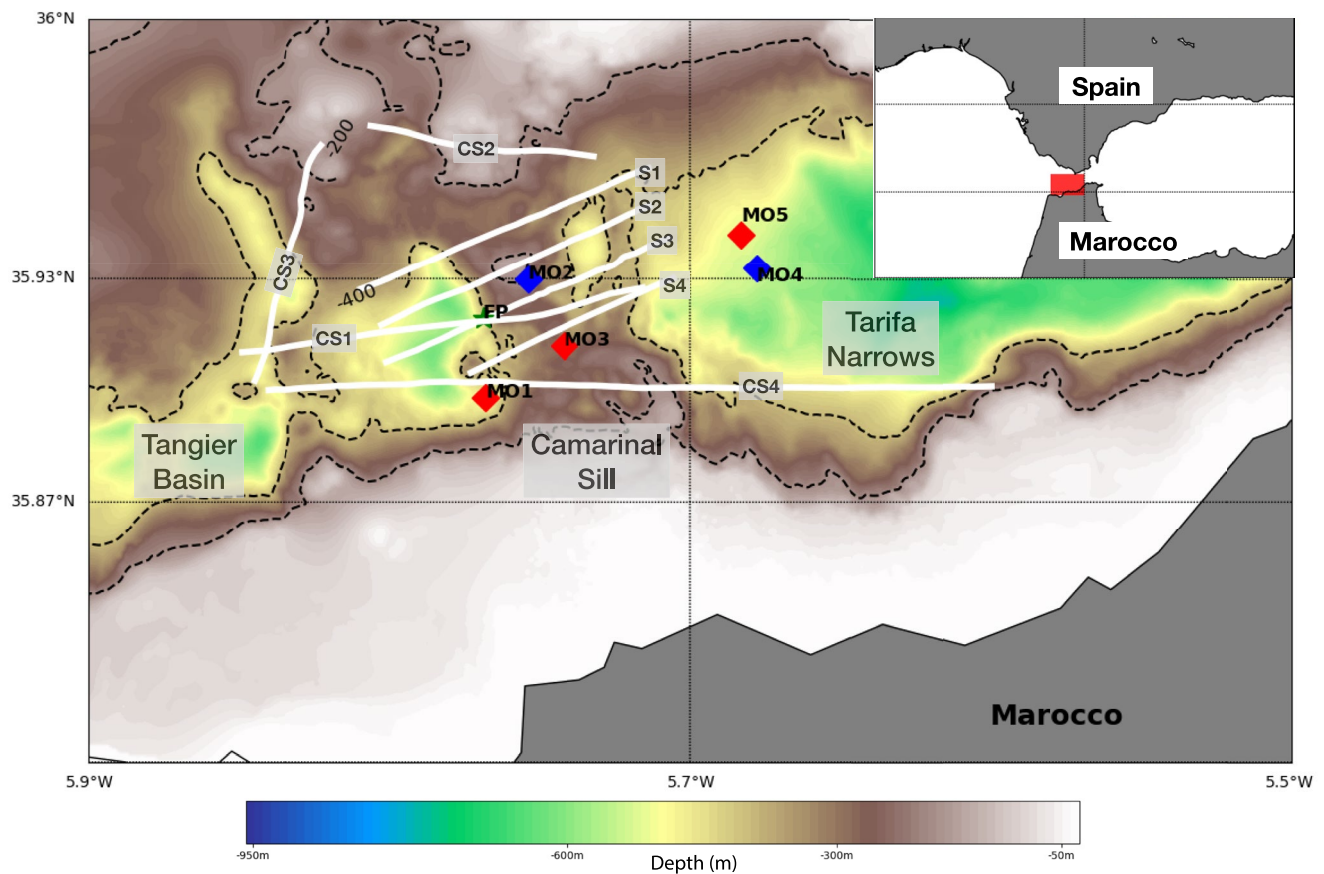 36°N
Spain
Marocco
-200
CS2
S1
S2
MO5
S3
35.93°N
CS3
MO2
MO4
S4
-400
FP
Tarifa
Narrows
CS1
MO3
CS4
MO1
Tangier
Basin
Camarinal
Sill
35.87°N
Marocco
5.9°W
5.7°W
5.5°W
-950m
-600m
-300m
-50m
Depth (m)